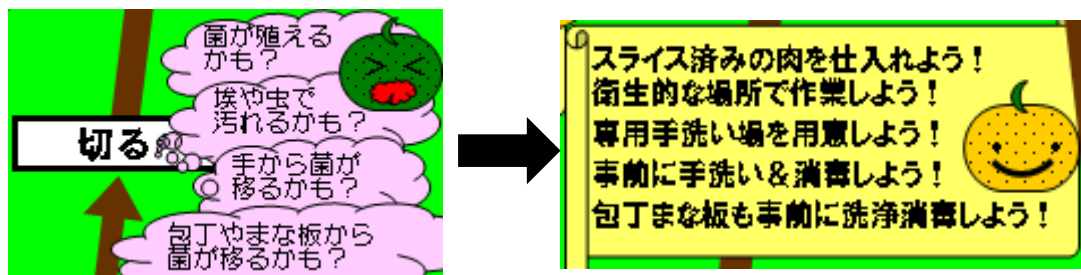 菌が殖える
かも？
埃や虫で
汚れるかも？
切る
手から菌が
移るかも？
包丁やまな板から
菌が移るかも？
スライス済みの肉を仕入れよう！
衛生的な場所で作業しよう！
専用手洗い場を用意しよう！
事前に手洗い＆消毒しよう！
包丁まな板も事前に洗浄消毒しよう！